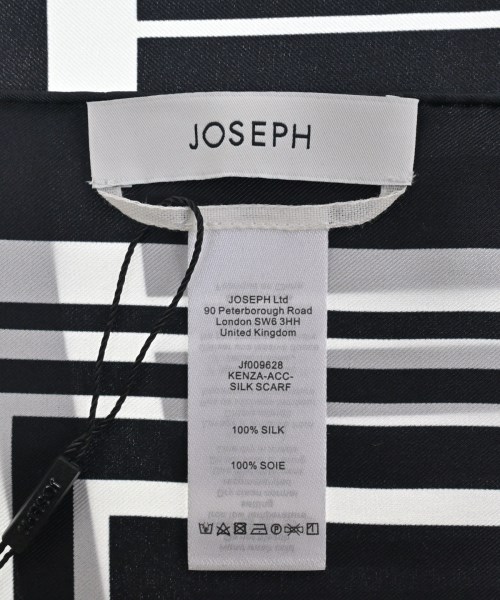 JOSEPH
JOSEPH Ltd
90 Peterborough Road
London SW6 3HH
United Kingdom
Jf009628
KENZA-ACC-
SILK SCARF
100% SILK
100% SOIE